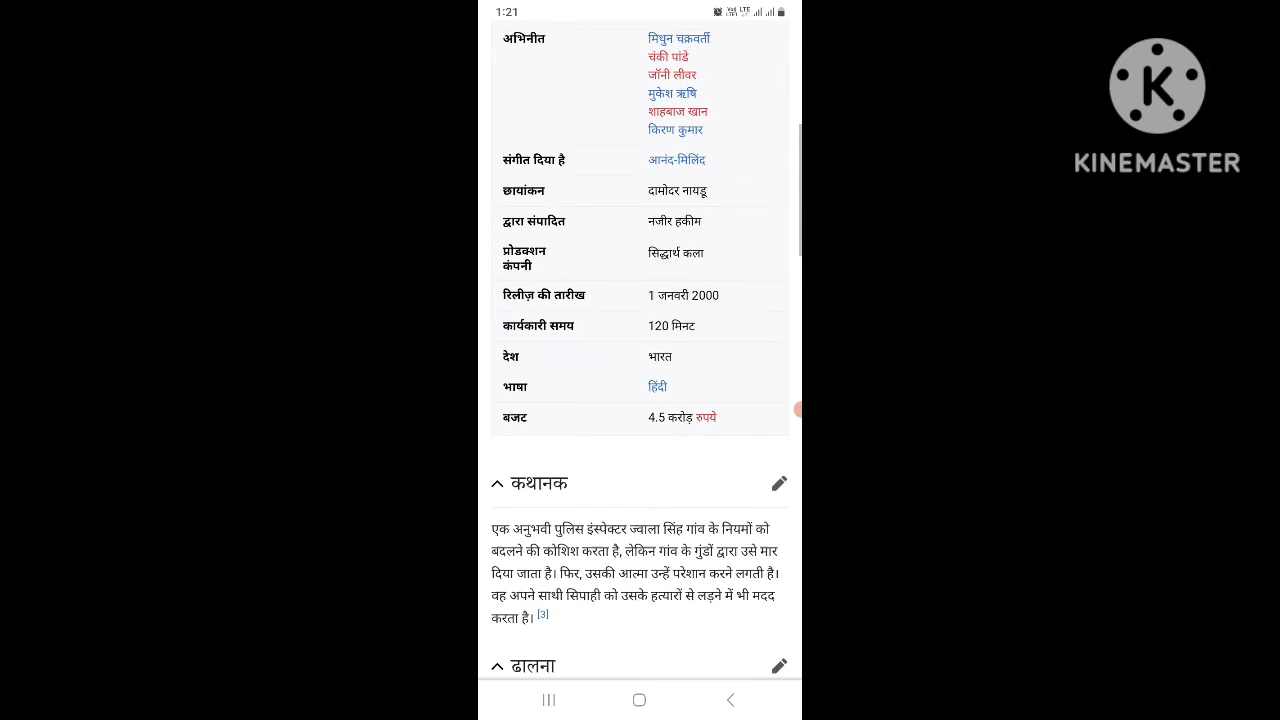 1:21
अभिनीत मिथुन चक्रवर्ती
चंकी पांडे
जॉनी लीवर
मुकेश ऋषि
शाहबाज खान
किरण कुमार
संगीत दिया है आनंद-मिलिंद
छायांकन दामोदर नायडू
द्वारा संपादित नजीर हकीम
प्रोडक्शन
कंपनी सिद्धार्थ कला
रिलीज़ की तारीख 1 जनवरी 2000
कार्यकारी समय 120 मिनट
देश भारत
भाषा हिंदी
बजट 4.5 करोड़ रुपये
कथानक
एक अनुभवी पुलिस इंस्पेक्टर ज्वाला सिंह गांव के नियमों को
बदलने की कोशिश करता है, लेकिन गांव के गुंडों द्वारा उसे मार
दिया जाता है। फिर, उसकी आत्मा उन्हें परेशान करने लगती है।
वह अपने साथी सिपाही को उसके हत्यारों से लड़ने में भी मदद
करता है। [3]
ढालना
K
KINEMASTER